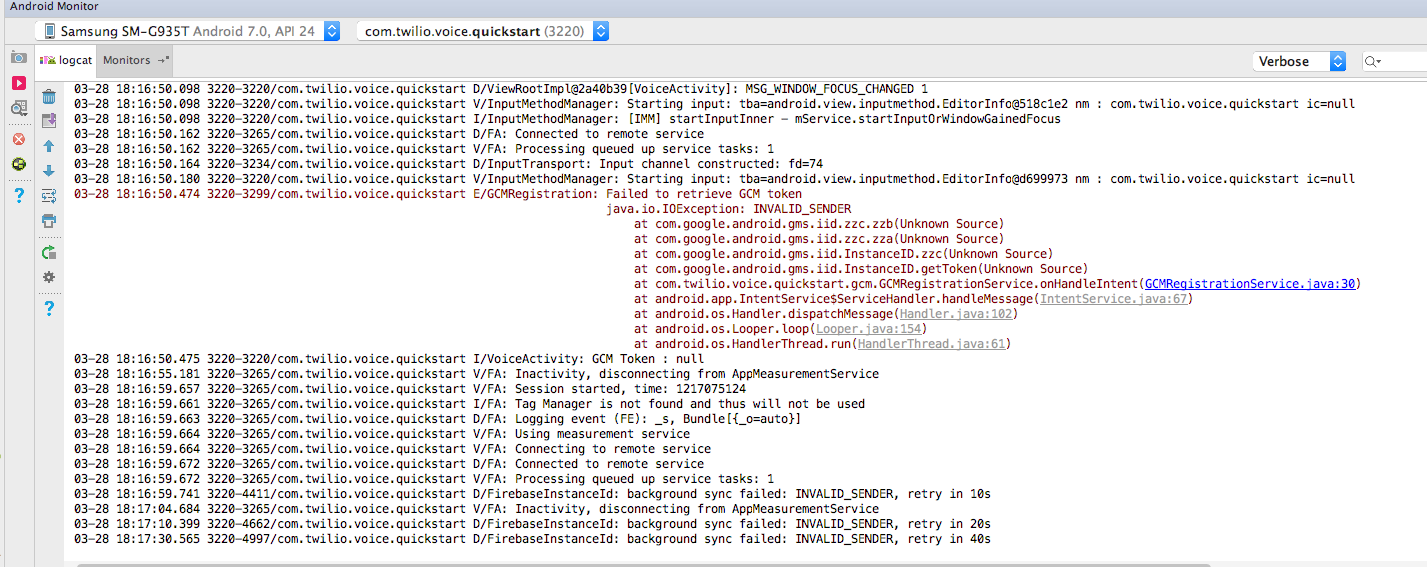 Android Monitor
Samsung SM-G935T Android 7.0, API 24
com.twilio.voice.quickstart (3220)
logcat
Monitors
Verbose
03-28 18:16:50.098 3220-3220/com.twilio.voice.quickstart D/ViewRootImpl@2a40b39[VoiceActivity]: MSG_WINDOW_FOCUS_CHANGED 1
03-28 18:16:50.098 3220-3220/com.twilio.voice.quickstart V/InputMethodManager: Starting input: tba=android.view.inputmethod.EditorInfo@518c1e2 nm : com.twilio.voice.quickstart ic=null
03-28 18:16:50.098 3220-3220/com.twilio.voice.quickstart I/InputMethodManager: [IMM] startInputInner - mService.startInputOrWindowGainedFocus
03-28 18:16:50.162 3220-3265/com.twilio.voice.quickstart D/FA: Connected to remote service
03-28 18:16:50.162 3220-3265/com.twilio.voice.quickstart V/FA: Processing queued up service tasks: 1
03-28 18:16:50.164 3220-3234/com.twilio.voice.quickstart D/InputTransport: Input channel constructed: fd=74
03-28 18:16:50.180 3220-3220/com.twilio.voice.quickstart V/InputMethodManager: Starting input: tba=android.view.inputmethod.EditorInfo@d699973 nm : com.twilio.voice.quickstart ic=null
03-28 18:16:50.474 3220-3299/com.twilio.voice.quickstart E/GCMRegistration: Failed to retrieve GCM token
java.io.IOException: INVALID_SENDER
at com.google.android.gms.iid.zzc.zzb(Unknown Source)
at com.google.android.gms.iid.zzc.zza(Unknown Source)
at com.google.android.gms.iid.InstanceID.zzc(Unknown Source)
at com.google.android.gms.iid.InstanceID.getToken(Unknown Source)
at com.twilio.voice.quickstart.gcm.GCMRegistrationService.onHandleIntent(GCMRegistrationService.java:30)
at android.app.IntentService$ServiceHandler.handleMessage(IntentService.java:67)
at android.os.Handler.dispatchMessage(Handler.java:102)
at android.os.Looper.loop(Looper.java:154)
at android.os.HandlerThread.run(HandlerThread.java:61)
03-28 18:16:50.475 3220-3220/com.twilio.voice.quickstart I/VoiceActivity: GCM Token : null
03-28 18:16:55.181 3220-3265/com.twilio.voice.quickstart V/FA: Inactivity, disconnecting from AppMeasurementService
03-28 18:16:59.657 3220-3265/com.twilio.voice.quickstart V/FA: Session started, time: 1217075124
03-28 18:16:59.661 3220-3265/com.twilio.voice.quickstart I/FA: Tag Manager is not found and thus will not be used
03-28 18:16:59.663 3220-3265/com.twilio.voice.quickstart D/FA: Logging event (FE): _s, Bundle[{_o=auto}]
03-28 18:16:59.664 3220-3265/com.twilio.voice.quickstart V/FA: Using measurement service
03-28 18:16:59.664 3220-3265/com.twilio.voice.quickstart V/FA: Connecting to remote service
03-28 18:16:59.672 3220-3265/com.twilio.voice.quickstart D/FA: Connected to remote service
03-28 18:16:59.672 3220-3265/com.twilio.voice.quickstart V/FA: Processing queued up service tasks: 1
03-28 18:16:59.741 3220-4411/com.twilio.voice.quickstart D/FirebaseInstanceId: background sync failed: INVALID_SENDER, retry in 10s
03-28 18:17:04.684 3220-3265/com.twilio.voice.quickstart V/FA: Inactivity, disconnecting from AppMeasurementService
03-28 18:17:10.399 3220-4662/com.twilio.voice.quickstart D/FirebaseInstanceId: background sync failed: INVALID_SENDER, retry in 20s
03-28 18:17:30.565 3220-4997/com.twilio.voice.quickstart D/FirebaseInstanceId: background sync failed: INVALID_SENDER, retry in 40s